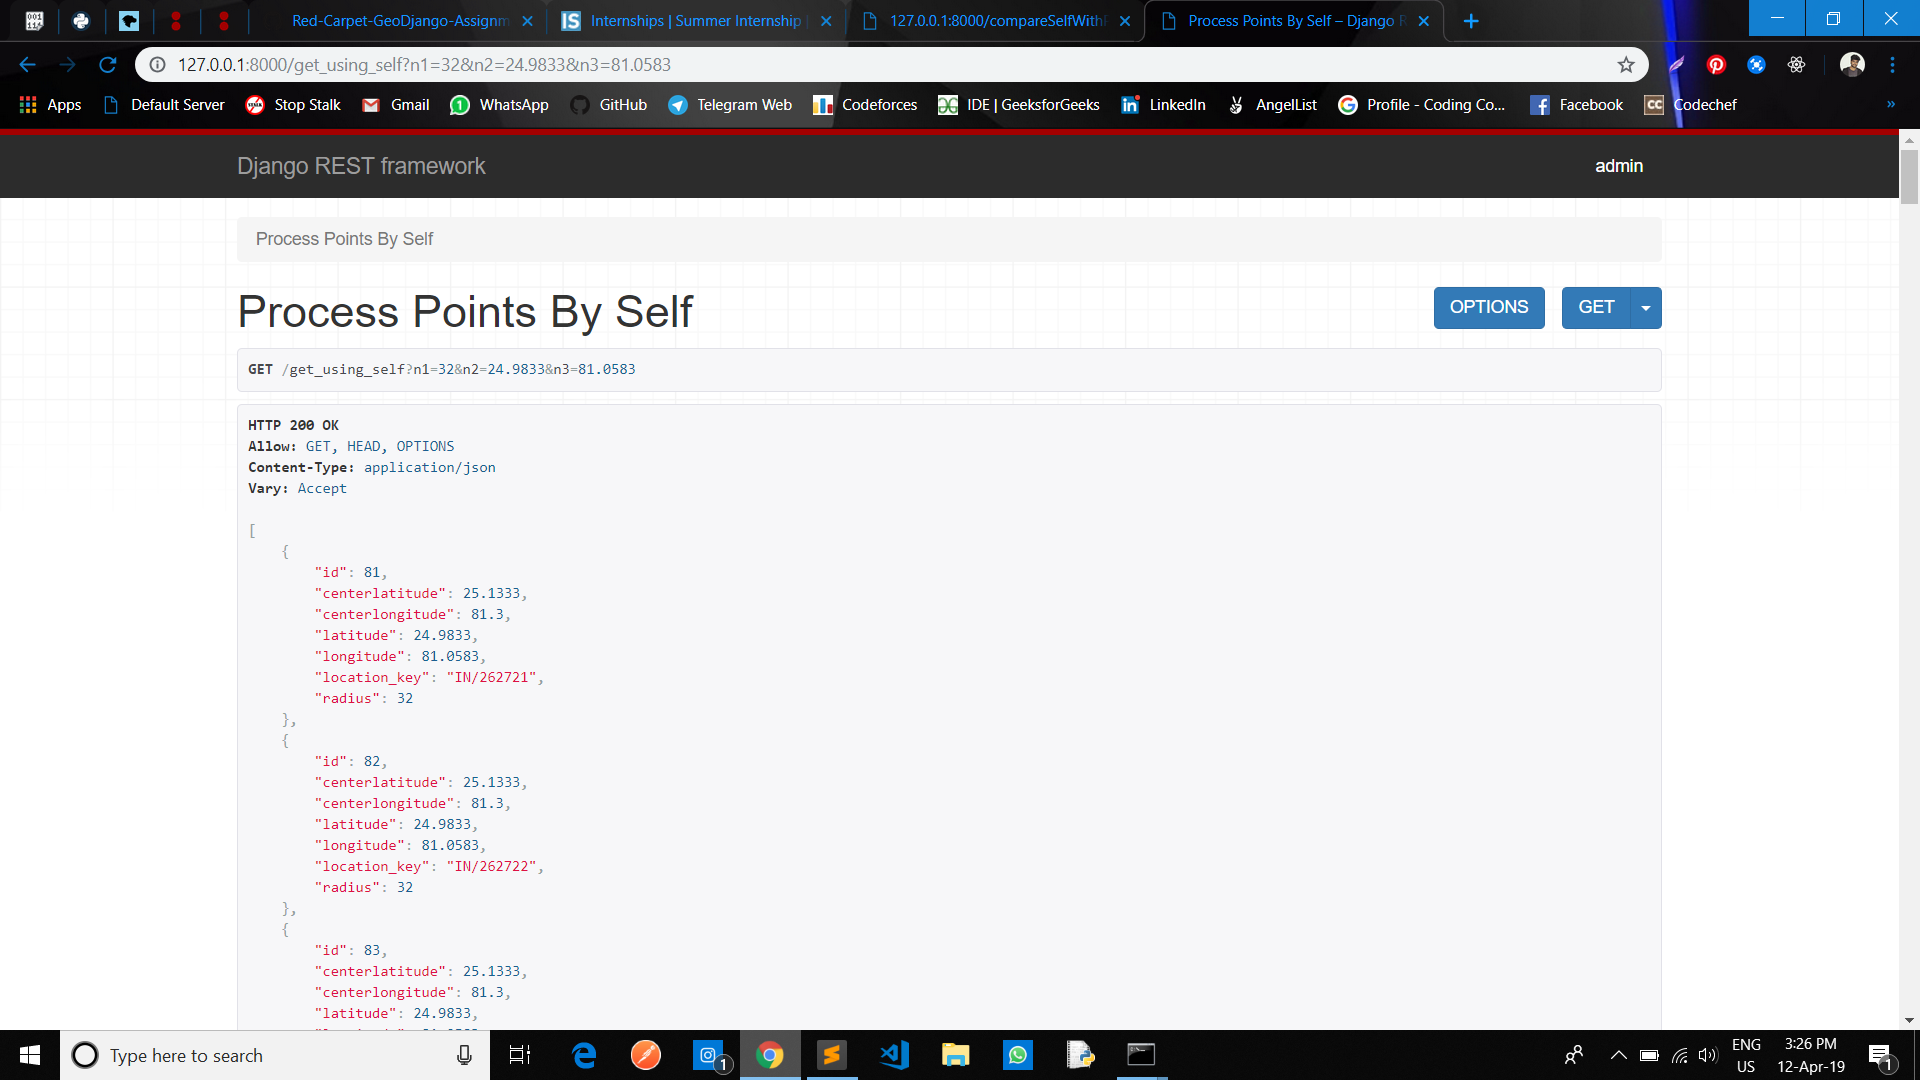 Red-Carpet-GeoDjango-Assignm
Internships | Summer Internship |
127.0.0.1:8000/compareSelfWithP
Process Points By Self – Django R
127.0.0.1:8000/get_using_self?n1=32&n2=24.9833&n3=81.0583
Apps Default Server Stop Stalk Gmail WhatsApp GitHub Telegram Web Codeforces IDE | GeeksforGeeks LinkedIn AngelList Profile - Coding Co... Facebook Codechef »
Django REST framework
admin
Process Points By Self
Process Points By Self
OPTIONS
GET
GET /get_using_self?n1=32&n2=24.9833&n3=81.0583
HTTP 200 OK
Allow: GET, HEAD, OPTIONS
Content-Type: application/json
Vary: Accept
[
{
"id": 81,
"centerlatitude": 25.1333,
"centerlongitude": 81.3,
"latitude": 24.9833,
"longitude": 81.0583,
"location_key": "IN/262721",
"radius": 32
},
{
"id": 82,
"centerlatitude": 25.1333,
"centerlongitude": 81.3,
"latitude": 24.9833,
"longitude": 81.0583,
"location_key": "IN/262722",
"radius": 32
},
{
"id": 83,
"centerlatitude": 25.1333,
"centerlongitude": 81.3,
"latitude": 24.9833,
Type here to search
1
ENG
US
3:26 PM
12-Apr-19
1